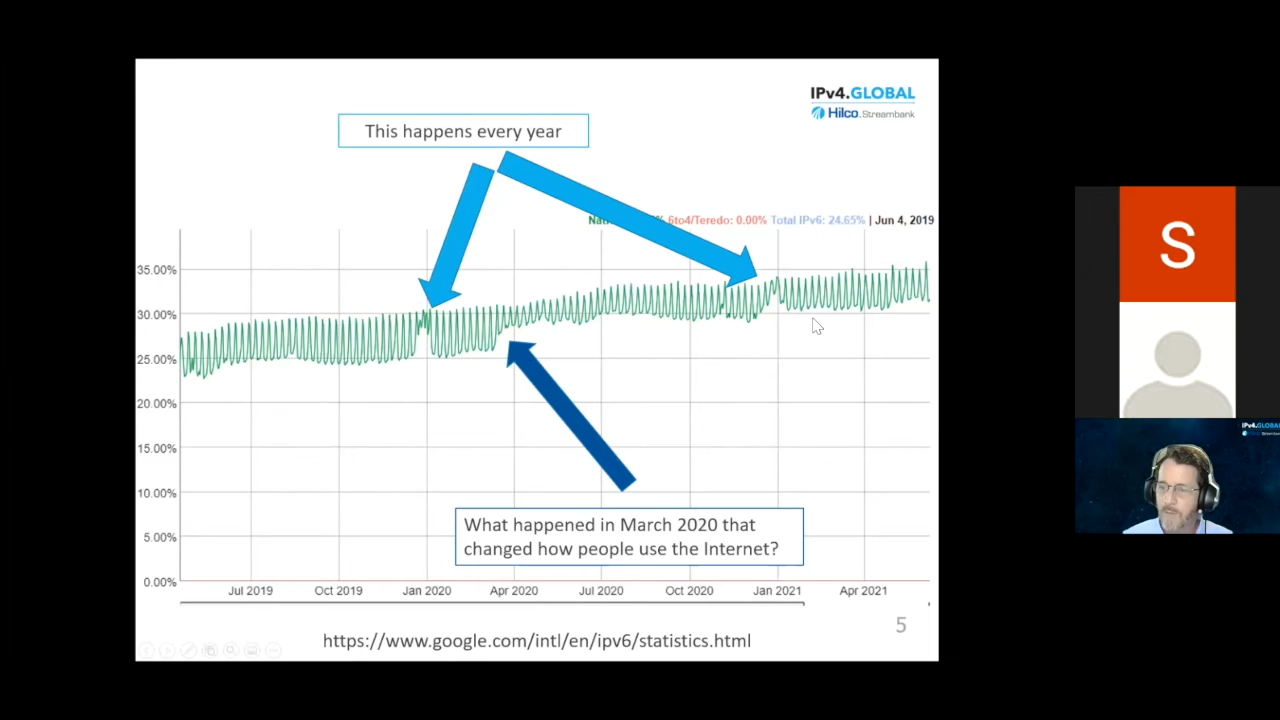 IPv4.GLOBAL
Hilco.Streambank
This happens every year
6to4/Teredo: 0.00% Total IPv6: 24.65% | Jun 4, 2019
35.00%
30.00%
25.00%
20.00%
15.00%
10.00%
5.00%
0.00%
What happened in March 2020 that
changed how people use the Internet?
Jul 2019
Oct 2019
Jan 2020
Apr 2020
Jul 2020
Oct 2020
Jan 2021
Apr 2021
5
https://www.google.com/intl/en/ipv6/statistics.html
S
IPv4.GLOBAL